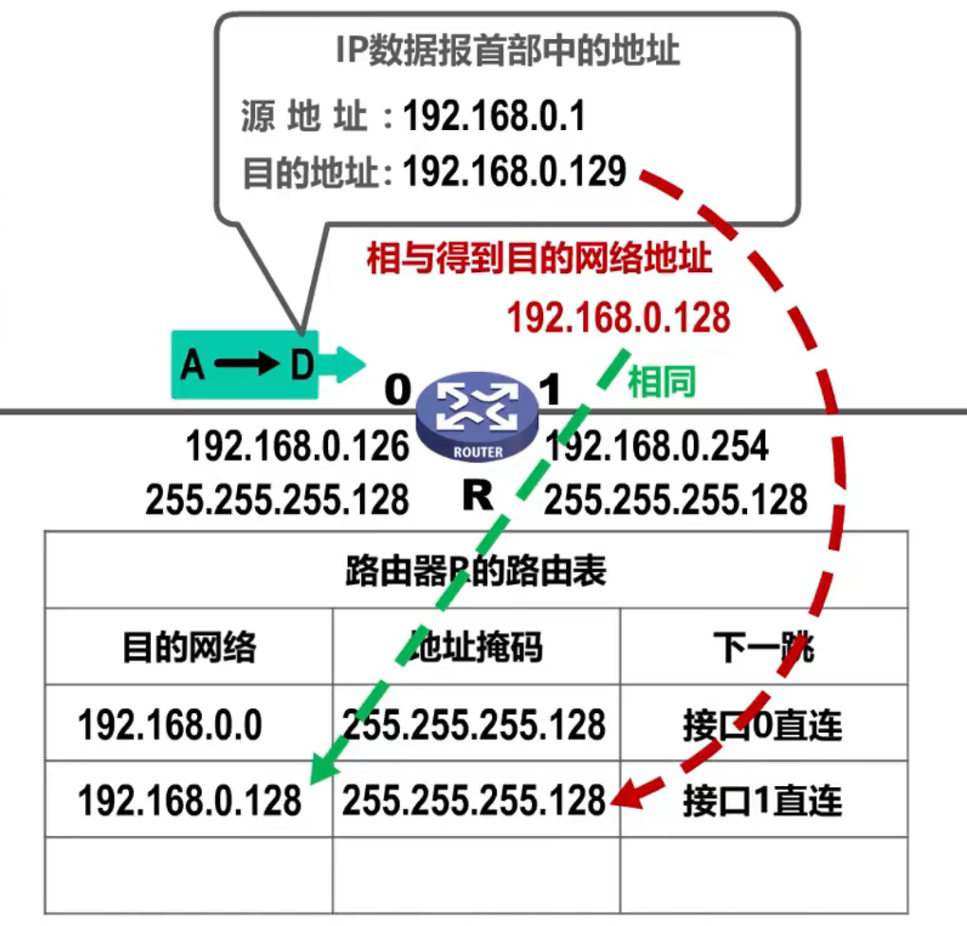 IP数据报首部中的地址
源 地 址 : 192.168.0.1
目的地址: 192.168.0.129
相与得到目的网络地址
192.168.0.128
相同
A D
0 1
ROUTER
192.168.0.126 192.168.0.254
255.255.255.128 R 255.255.255.128
路由器R的路由表
目的网络 地址掩码 下一跳
192.168.0.0 255.255.255.128 接口0直连
192.168.0.128 255.255.255.128 接口1直连